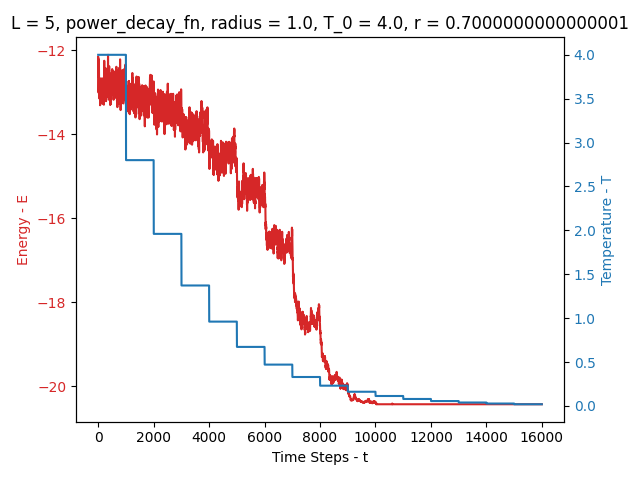 L = 5, power_decay_fn, radius = 1.0, T_0 = 4.0, r = 0.7000000000000001
−12
−14
−16
−18
−20
Energy - E
4.0
3.5
3.0
2.5
2.0
1.5
1.0
0.5
0.0
Temperature - T
0 2000 4000 6000 8000 10000 12000 14000 16000
Time Steps - t